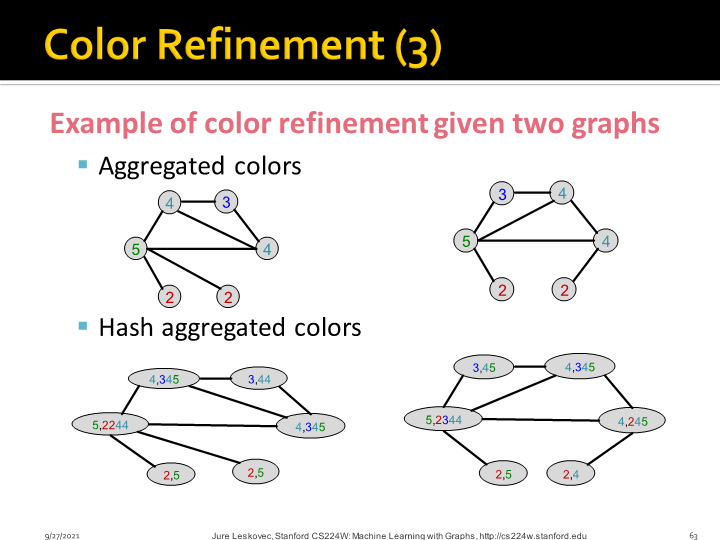 Color Refinement (3)
Example of color refinement given two graphs
Aggregated colors
4 3
5 4
2 2
3 4
5 4
2 2
Hash aggregated colors
4,345 3,44
5,2244 4,345
2,5 2,5
3,45 4,345
5,2344 4,245
2,5 2,4
9/27/2021 Jure Leskovec, Stanford CS224W: Machine Learning with Graphs, http://cs224w.stanford.edu 63